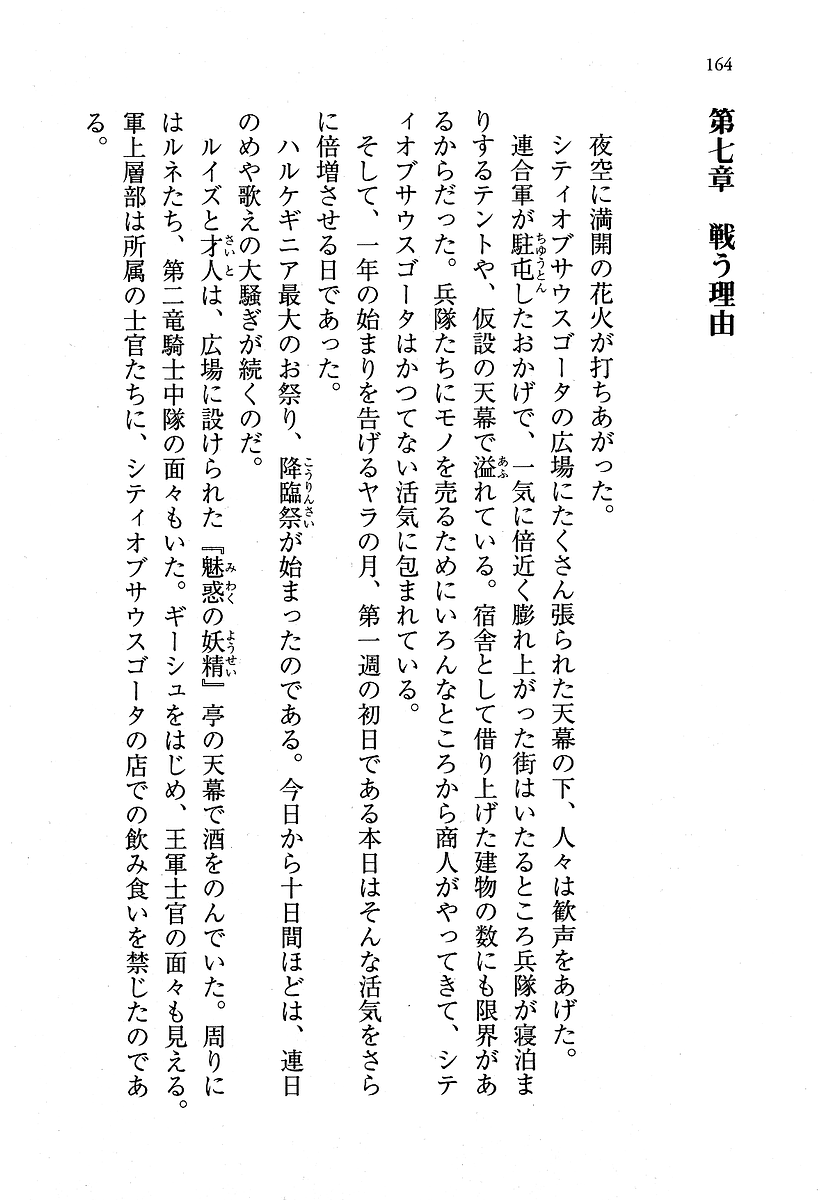 164
第七章　戦う理由
夜空に満開の花火が打ちあがった。
シティオブサウスゴータの広場にたくさん張られた天幕の下、人々は歓声をあげた。
連合軍が駐屯したおかげで、一気に倍近く膨れ上がった街はいたるところ兵隊が寝泊ま
りするテントや、仮設の天幕で溢れている。宿舎として借り上げた建物の数にも限界があ
るからだった。兵隊たちにモノを売るためにいろんなところから商人がやってきて、シテ
ィオブサウスゴータはかつてない活気に包まれている。
そして、一年の始まりを告げるヤラの月、第一週の初日である本日はそんな活気をさら
に倍増させる日であった。
ハルケギニア最大のお祭り、降臨祭が始まったのである。今日から十日間ほどは、連日
のめや歌えの大騒ぎが続くのだ。
ルイズと才人は、広場に設けられた『魅惑の妖精』亭の天幕で酒をのんでいた。周りに
はルネたち、第二竜騎士中隊の面々もいた。ギーシュをはじめ、王軍士官の面々も見える。
軍上層部は所属の士官たちに、シティオブサウスゴータの店での飲み食いを禁じたのであ
る。